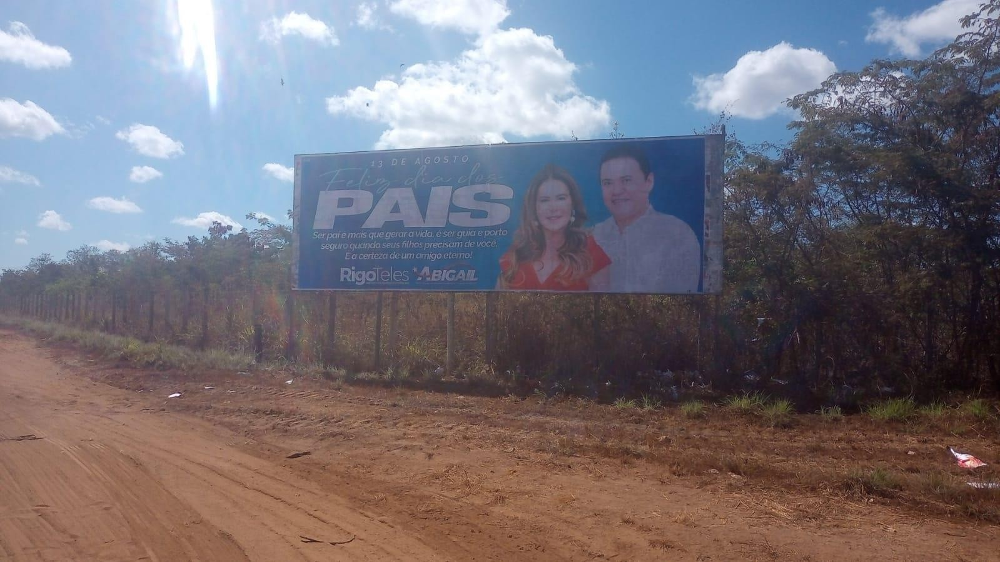 13 DE AGOSTO
Feliz dia dos
PAIS
Ser pai é mais que gerar a vida, é ser guia e porto
seguro quando seus filhos precisam de você.
É a certeza de um amigo eterno!
RigoTeles ABIGAIL